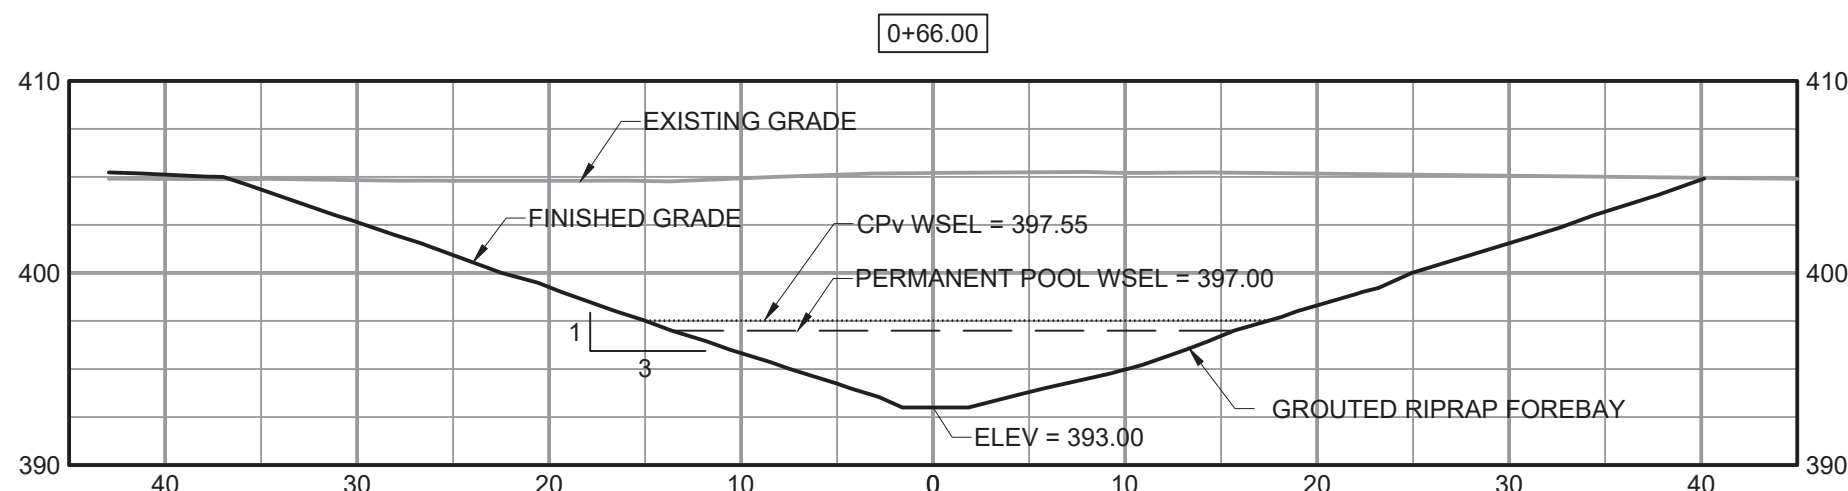 0+66.00
410
410
EXISTING GRADE
FINISHED GRADE
CPv WSEL = 397.55
400
PERMANENT POOL WSEL = 397.00
400
1
3
GROUTED RIPRAP FOREBAY
ELEV = 393.00
390
390
40 30 20 10 0 10 20 30 40